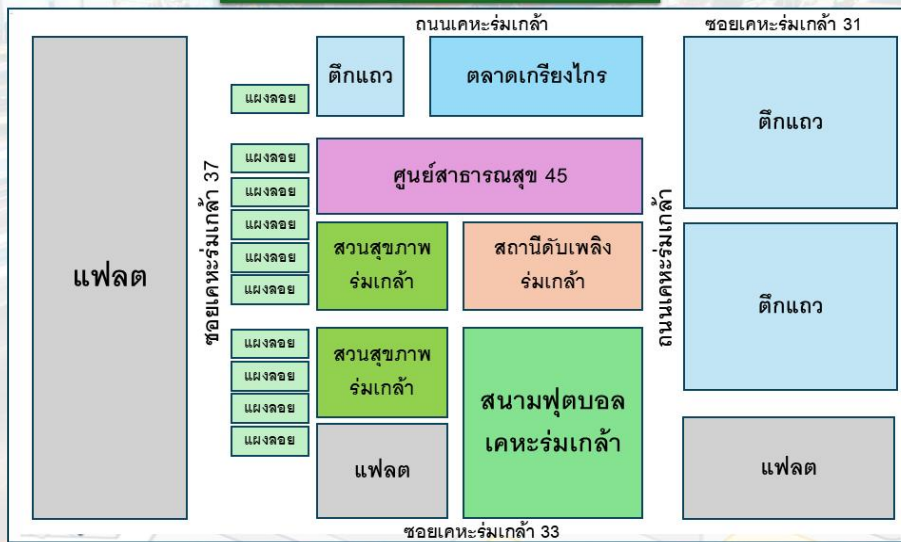 ถนนเคหะร่มเกล้า
ซอยเคหะร่มเกล้า 31
แฟลต
ซอยเคหะร่มเกล้า 37
แผงลอย
แผงลอย
แผงลอย
แผงลอย
แผงลอย
แผงลอย
แผงลอย
แผงลอย
แผงลอย
แผงลอย
ตึกแถว
ตลาดเกรียงไกร
ศูนย์สาธารณสุข 45
สวนสุขภาพ
ร่มเกล้า
สถานีดับเพลิง
ร่มเกล้า
สวนสุขภาพ
ร่มเกล้า
สนามฟุตบอล
เคหะร่มเกล้า
แฟลต
ถนนเคหะร่มเกล้า
ตึกแถว
ตึกแถว
แฟลต
ซอยเคหะร่มเกล้า 33